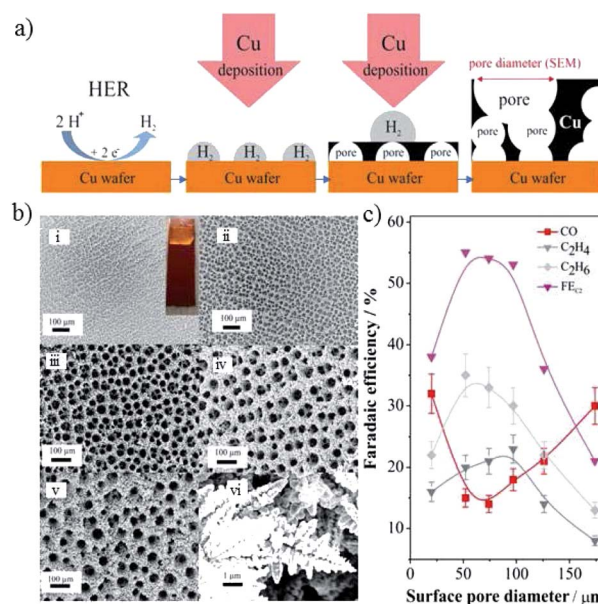 a)
HER
2 H⁺
H₂
+ 2 e⁻
Cu wafer
Cu
deposition
H₂ H₂ H₂
Cu wafer
Cu
deposition
H₂
pore pore pore
Cu wafer
pore diameter (SEM)
pore
Cu
pore pore
Cu wafer
b)
i
100 µm
ii
100 µm
iii
100 µm
iv
100 µm
v
100 µm
vi
1 µm
c)
CO
C₂H₄
C₂H₆
FE_C2
Faradaic efficiency / %
60
50
40
30
20
10
0 50 100 150
Surface pore diameter / µm